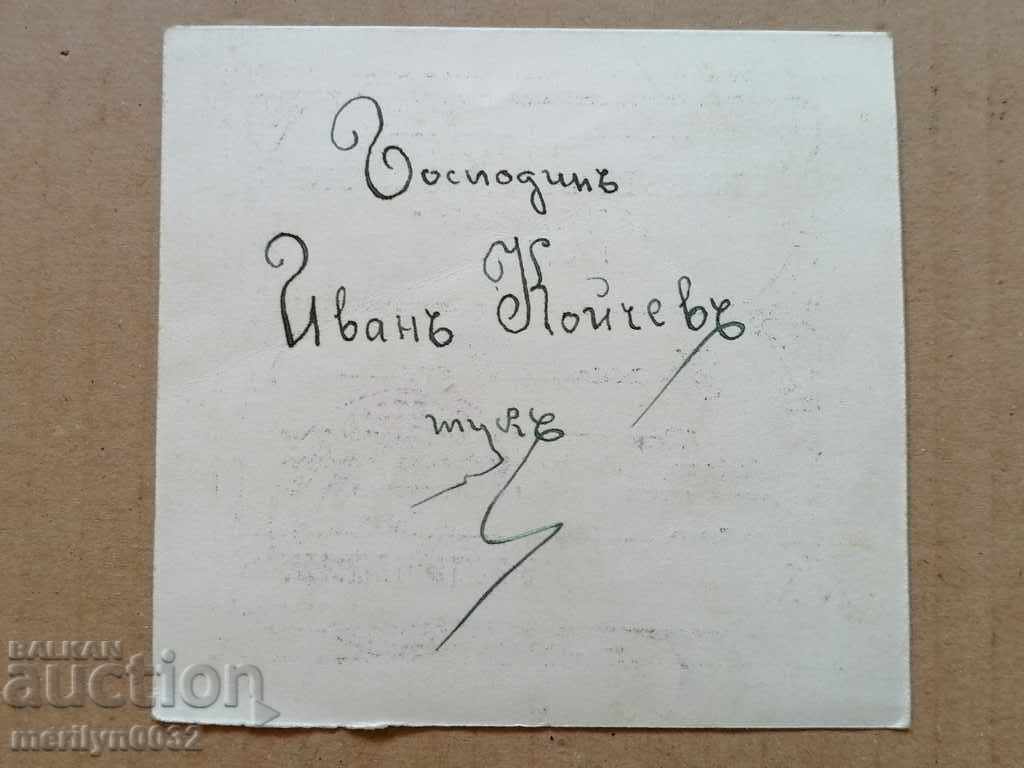 Господинъ
Иванъ Койчевъ
тукъ
BALKAN
auction
merilyn0032